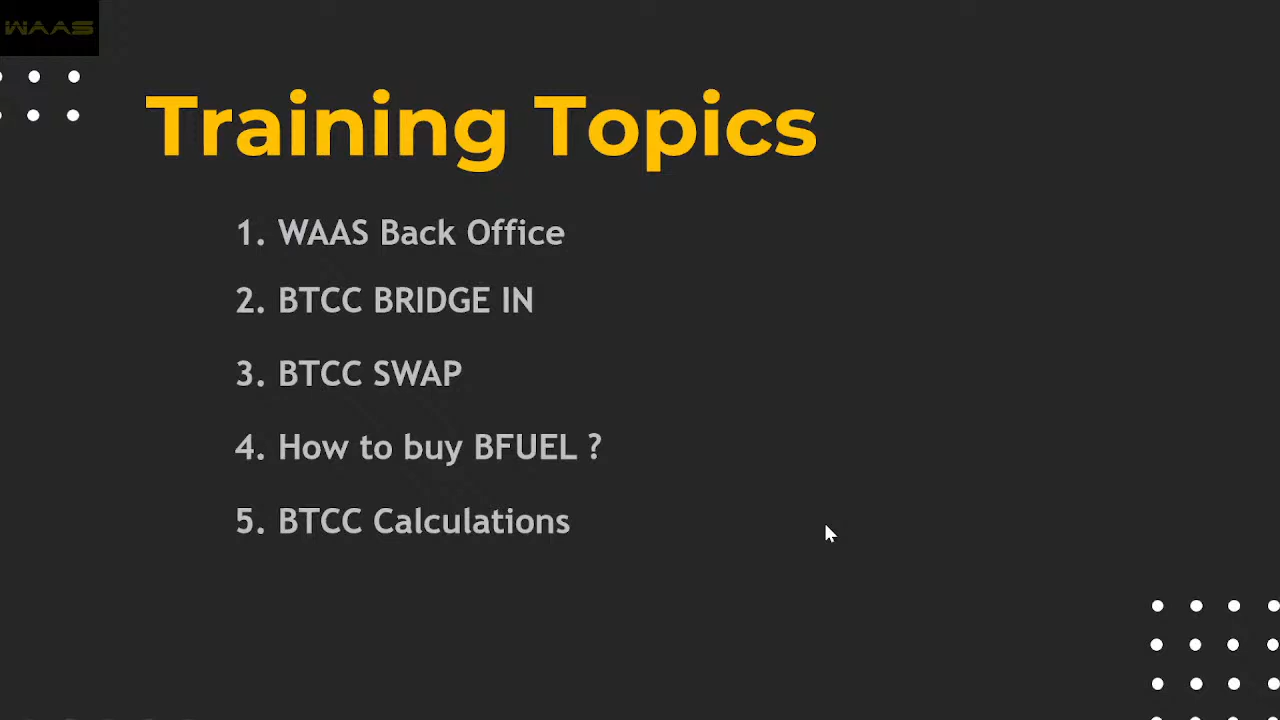 WAAS
Training Topics
1. WAAS Back Office
2. BTCC BRIDGE IN
3. BTCC SWAP
4. How to buy BFUEL ?
5. BTCC Calculations